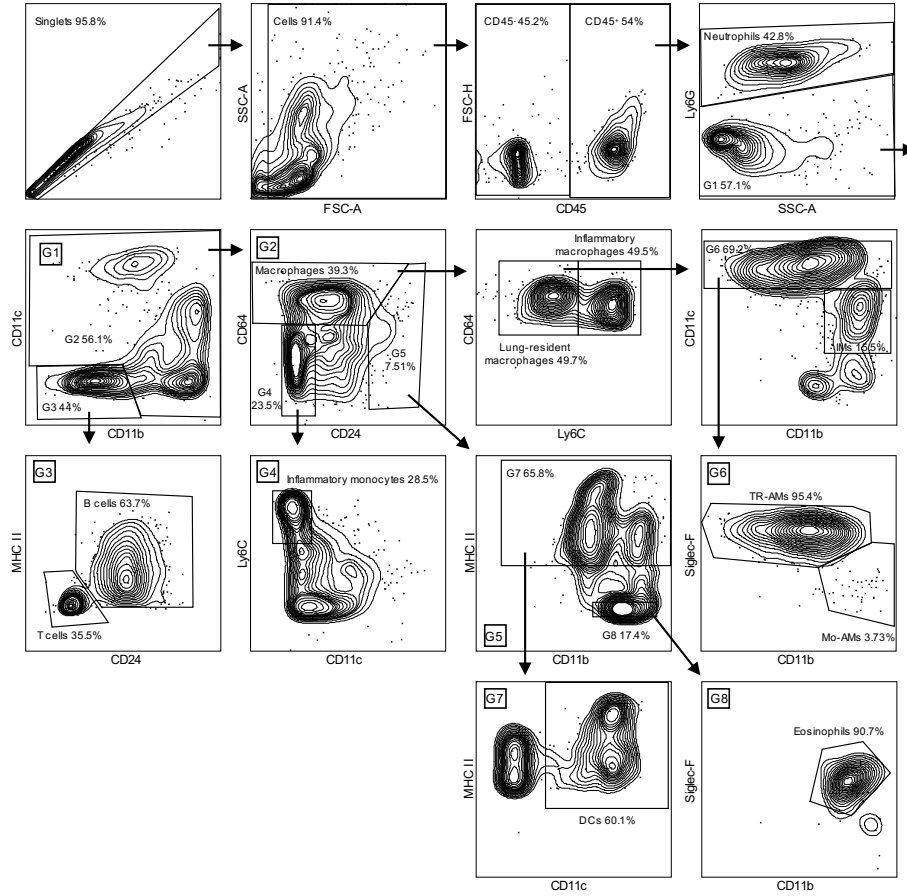 Singlets 95.8%
Cells 91.4%
SSC-A
FSC-A
CD45- 45.2%
CD45+ 54%
FSC-H
CD45
Neutrophils 42.8%
Ly6G
G1 57.1%
SSC-A
G1
CD11c
G2 56.1%
G3 44%
CD11b
G2
Macrophages 39.3%
CD64
G5
7.51%
G4
23.5%
CD24
Inflammatory
macrophages 49.5%
CD64
Lung-resident
macrophages 49.7%
Ly6C
G6 69.2%
CD11c
IMs 15.5%
CD11b
G3
B cells 63.7%
MHC II
T cells 35.5%
CD24
G4
Inflammatory monocytes 28.5%
Ly6C
CD11c
G7 65.8%
MHC II
G5
G8 17.4%
CD11b
G6
TR-AMs 95.4%
Siglec-F
Mo-AMs 3.73%
CD11b
G7
MHC II
DCs 60.1%
CD11c
G8
Eosinophils 90.7%
Siglec-F
CD11b